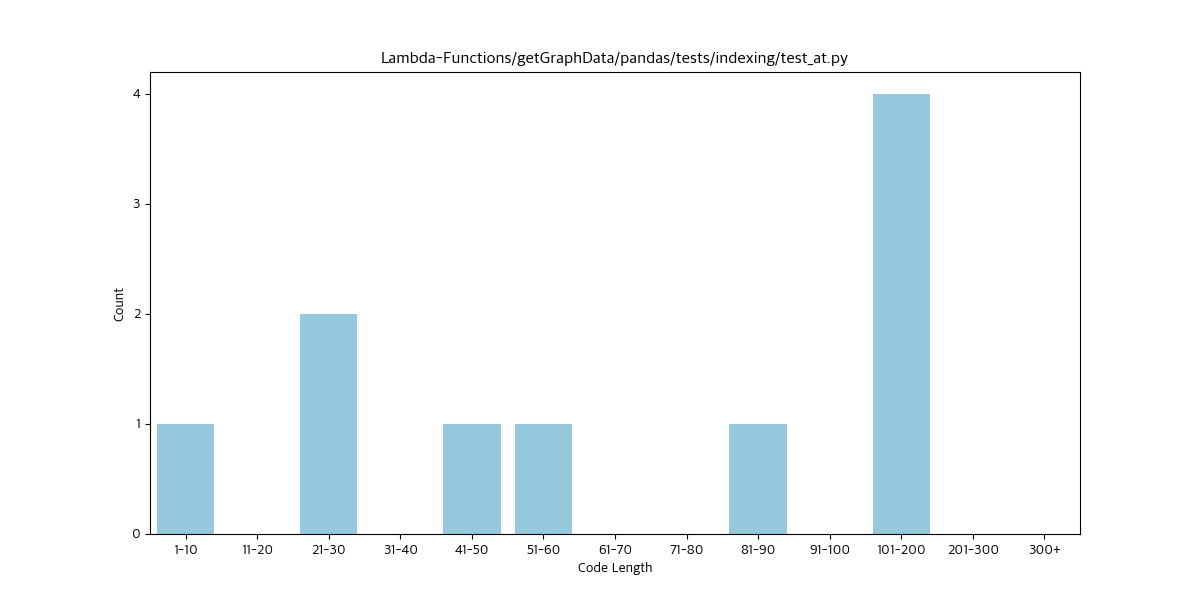 Lambda-Functions/getGraphData/pandas/tests/indexing/test_at.py
4
3
2
1
0
Count
1-10 11-20 21-30 31-40 41-50 51-60 61-70 71-80 81-90 91-100 101-200 201-300 300+
Code Length